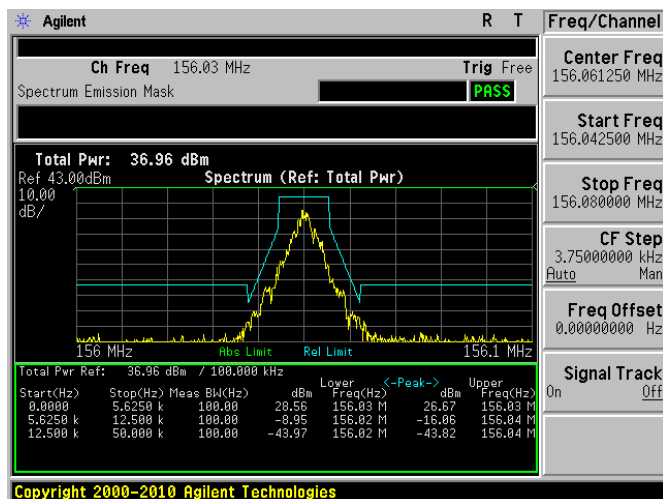 Agilent R T Freq/Channel
Ch Freq 156.03 MHz Trig Free
Spectrum Emission Mask PASS
Center Freq
156.061250 MHz
Start Freq
156.042500 MHz
Stop Freq
156.080000 MHz
CF Step
3.75000000 kHz
Auto Man
Freq Offset
0.00000000 Hz
Signal Track
On Off
Total Pwr: 36.96 dBm
Ref 43.00dBm Spectrum (Ref: Total Pwr)
10.00
dB/
156 MHz Abs Limit Rel Limit 156.1 MHz
Total Pwr Ref: 36.96 dBm / 100.000 kHz
Lower <-Peak-> Upper
Start(Hz) Stop(Hz) Meas BW(Hz) dBm Freq(Hz) dBm Freq(Hz)
0.0000 5.6250 k 100.00 28.56 156.03 M 26.67 156.03 M
5.6250 k 12.500 k 100.00 -8.95 156.02 M -16.06 156.04 M
12.500 k 50.000 k 100.00 -43.97 156.02 M -43.82 156.04 M
Copyright 2000-2010 Agilent Technologies